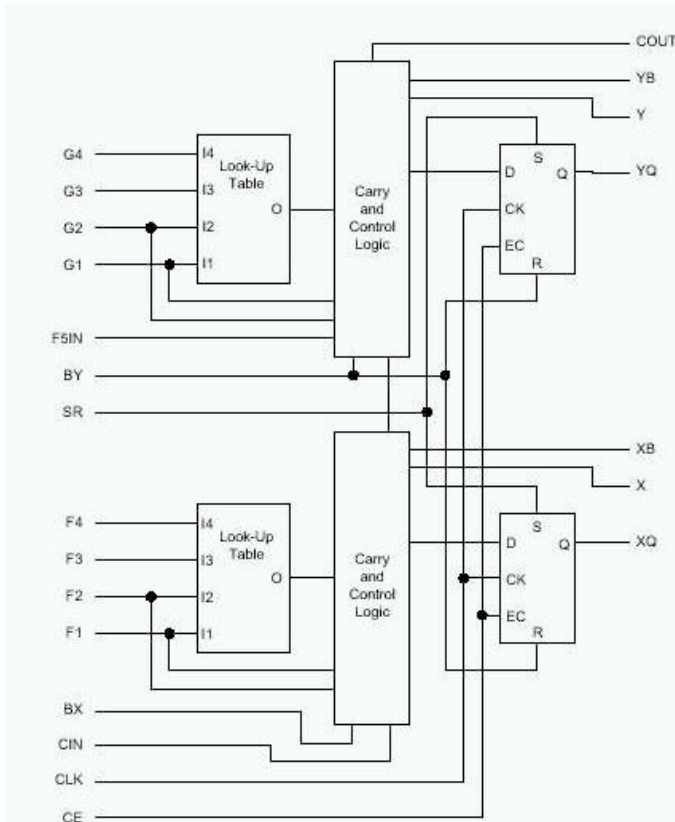 COUT
YB
Y
G4
I4
Look-Up
Table
S
G3
I3
D
Q
YQ
Carry
and
Control
Logic
O
CK
G2
I2
EC
G1
I1
R
F5IN
BY
SR
XB
X
F4
I4
Look-Up
Table
S
F3
I3
D
Q
XQ
Carry
and
Control
Logic
O
CK
F2
I2
EC
F1
I1
R
BX
CIN
CLK
CE